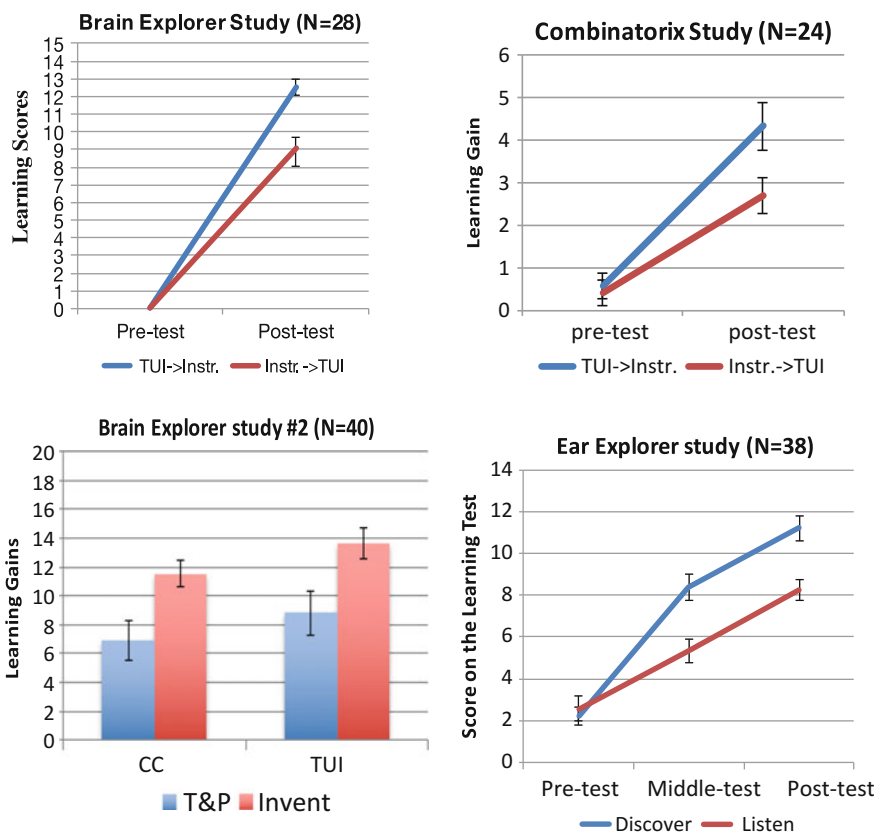 Brain Explorer Study (N=28)
Learning Scores
15
14
13
12
11
10
9
8
7
6
5
4
3
2
1
0
Pre-test Post-test
TUI->Instr. Instr.->TUI
Combinatorix Study (N=24)
Learning Gain
6
5
4
3
2
1
0
pre-test post-test
TUI->Instr. Instr.->TUI
Brain Explorer study #2 (N=40)
Learning Gains
20
18
16
14
12
10
8
6
4
2
0
CC TUI
T&P Invent
Ear Explorer study (N=38)
Score on the Learning Test
14
12
10
8
6
4
2
0
Pre-test Middle-test Post-test
Discover Listen